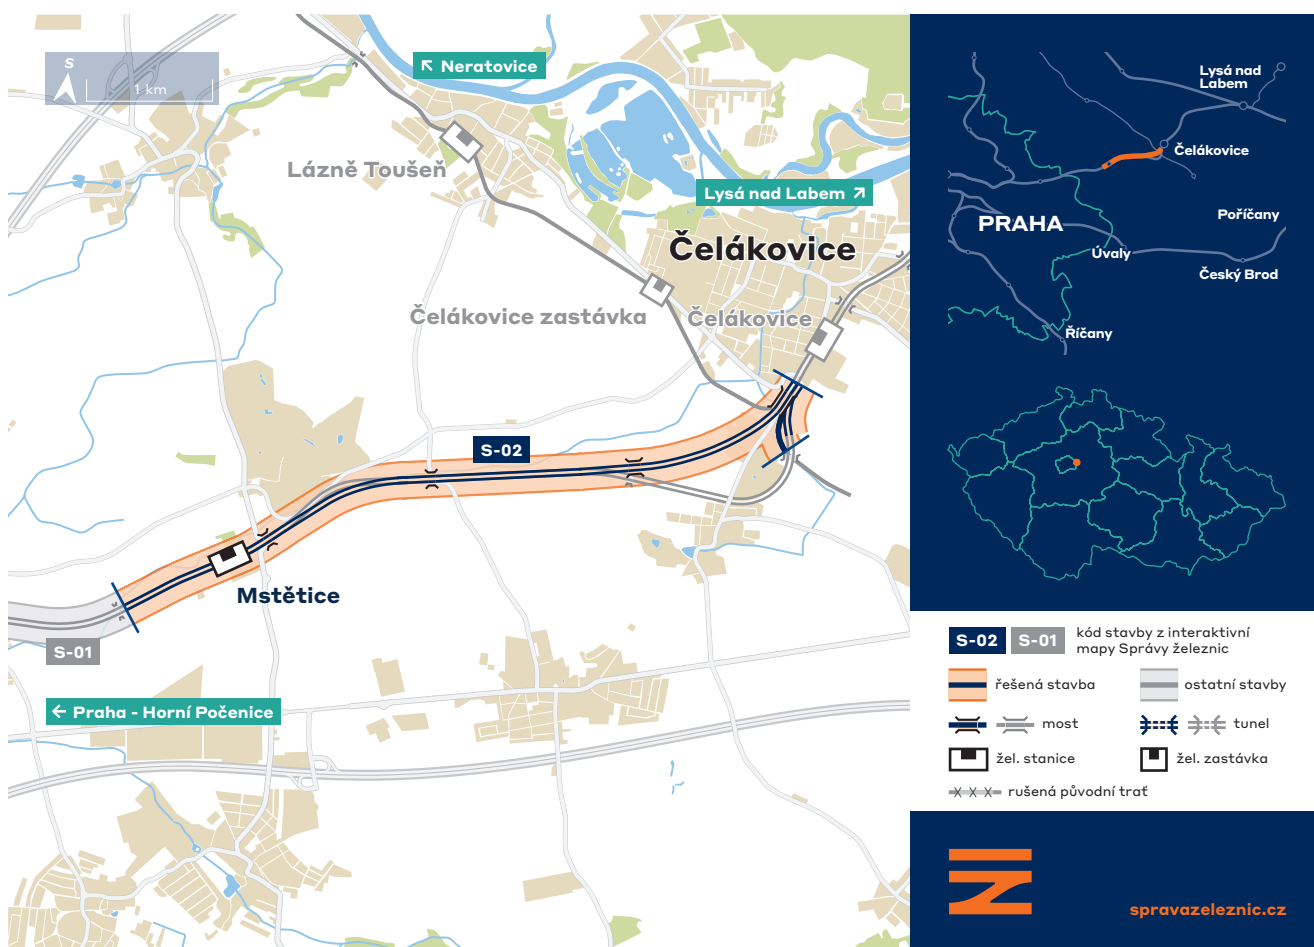 S
1 km
↖ Neratovice
Lázně Toušeň
Lysá nad Labem ↗
Čelákovice
Čelákovice zastávka
Čelákovice
S-02
Mstětice
S-01
← Praha - Horní Počenice
Lysá nad
Labem
Čelákovice
Poříčany
PRAHA
Úvaly
Český Brod
Říčany
S-02 S-01 kód stavby z interaktivní
mapy Správy železnic
řešená stavba
ostatní stavby
most
tunel
žel. stanice
žel. zastávka
rušená původní trať
spravazeleznic.cz